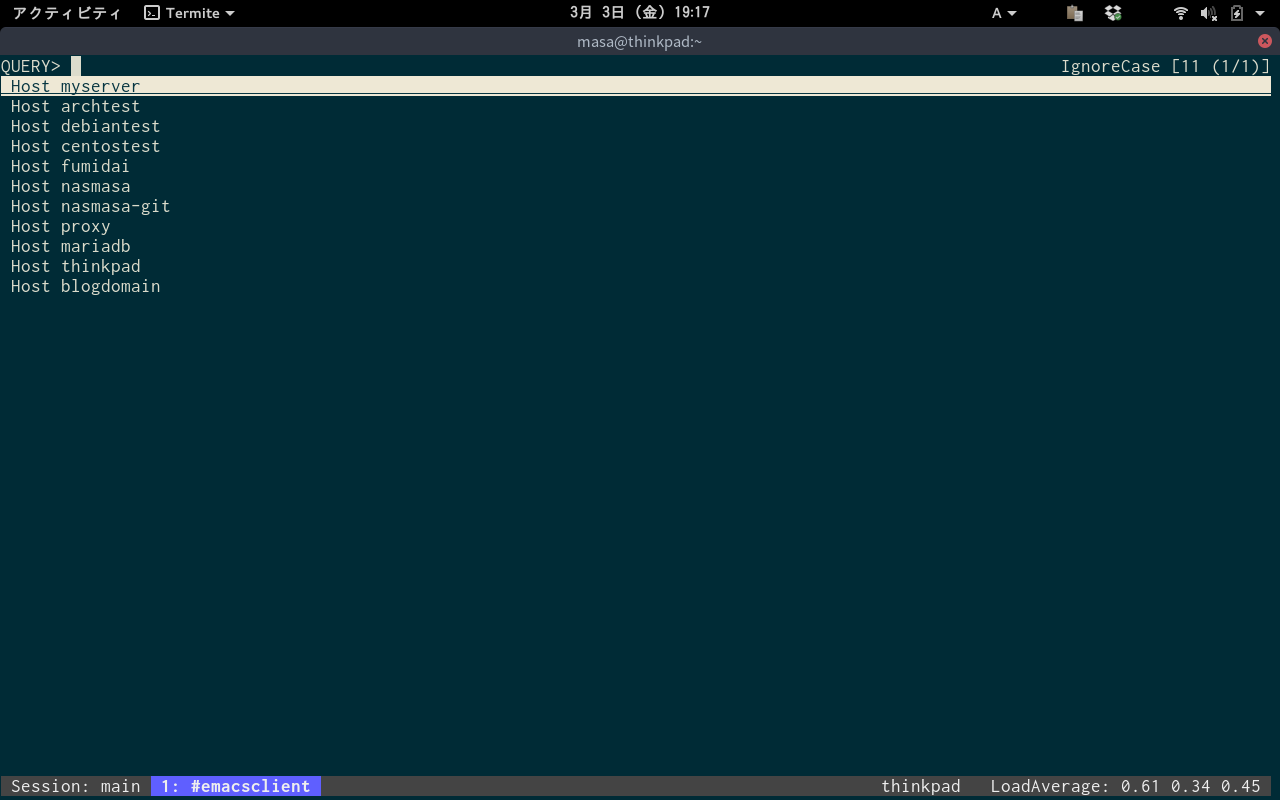 アクティビティ Termite 3月 3日 (金) 19:17 A
masa@thinkpad:~
QUERY> IgnoreCase [11 (1/1)]
Host myserver
Host archtest
Host debiantest
Host centostest
Host fumidai
Host nasmasa
Host nasmasa-git
Host proxy
Host mariadb
Host thinkpad
Host blogdomain
Session: main 1: #emacsclient thinkpad LoadAverage: 0.61 0.34 0.45